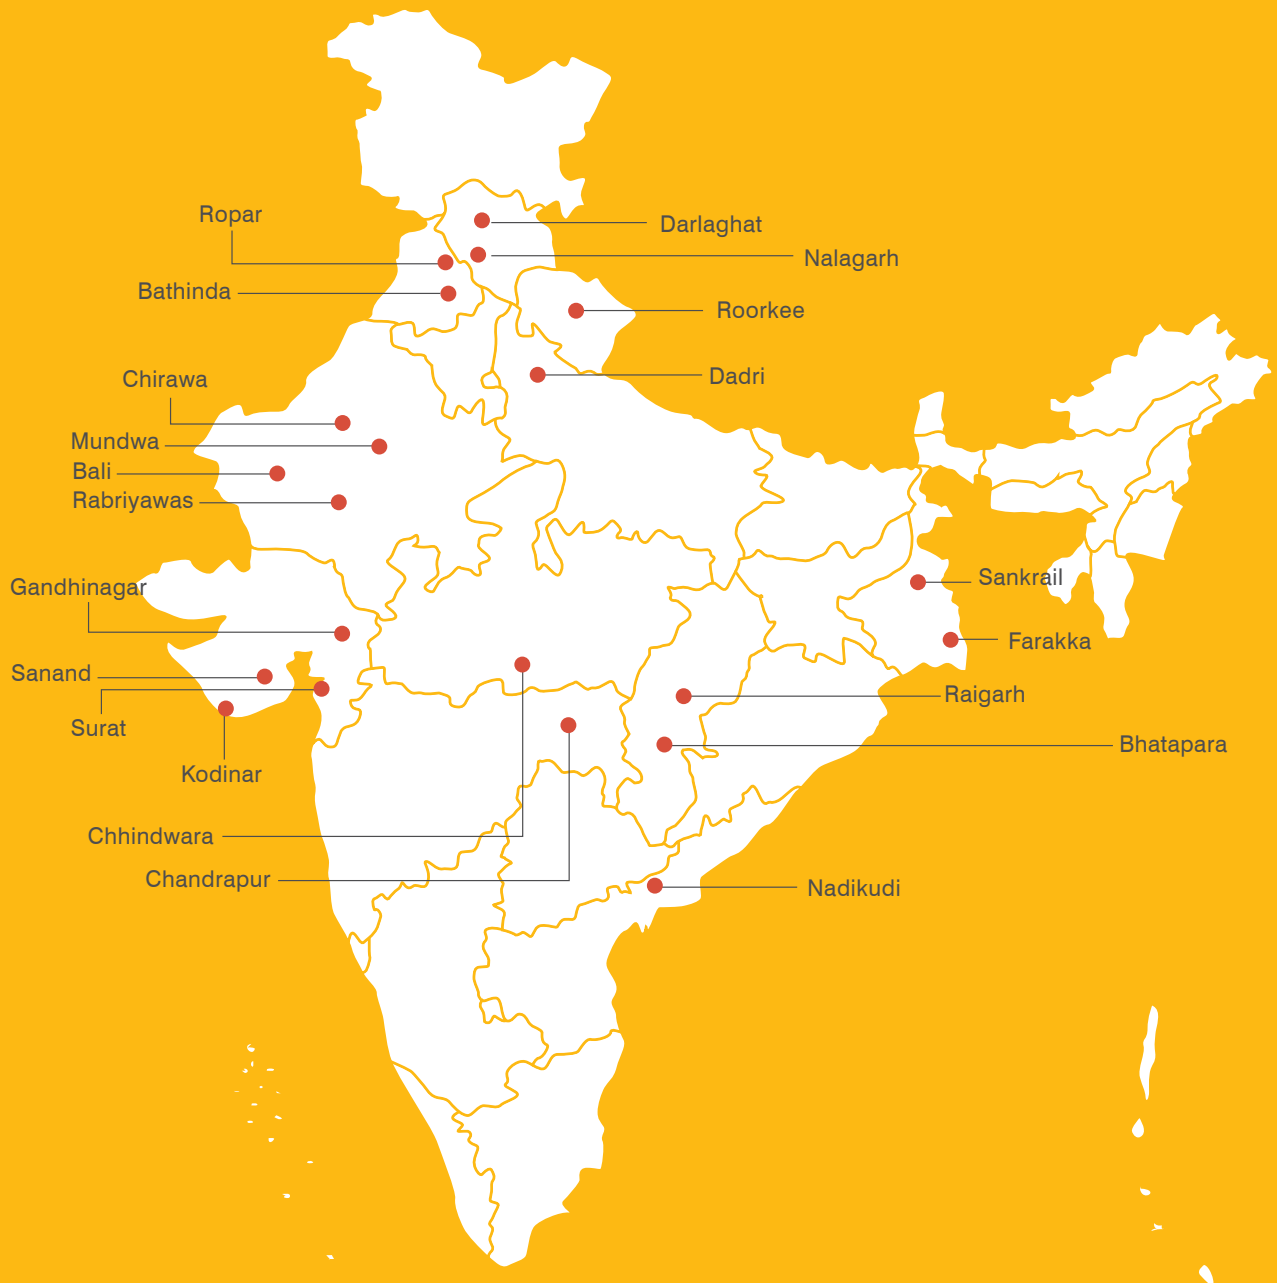 Ropar
Darlaghat
Nalagarh
Bathinda
Roorkee
Chirawa
Dadri
Mundwa
Bali
Rabriyawas
Sankrail
Gandhinagar
Farakka
Sanand
Raigarh
Surat
Bhatapara
Kodinar
Chhindwara
Chandrapur
Nadikudi